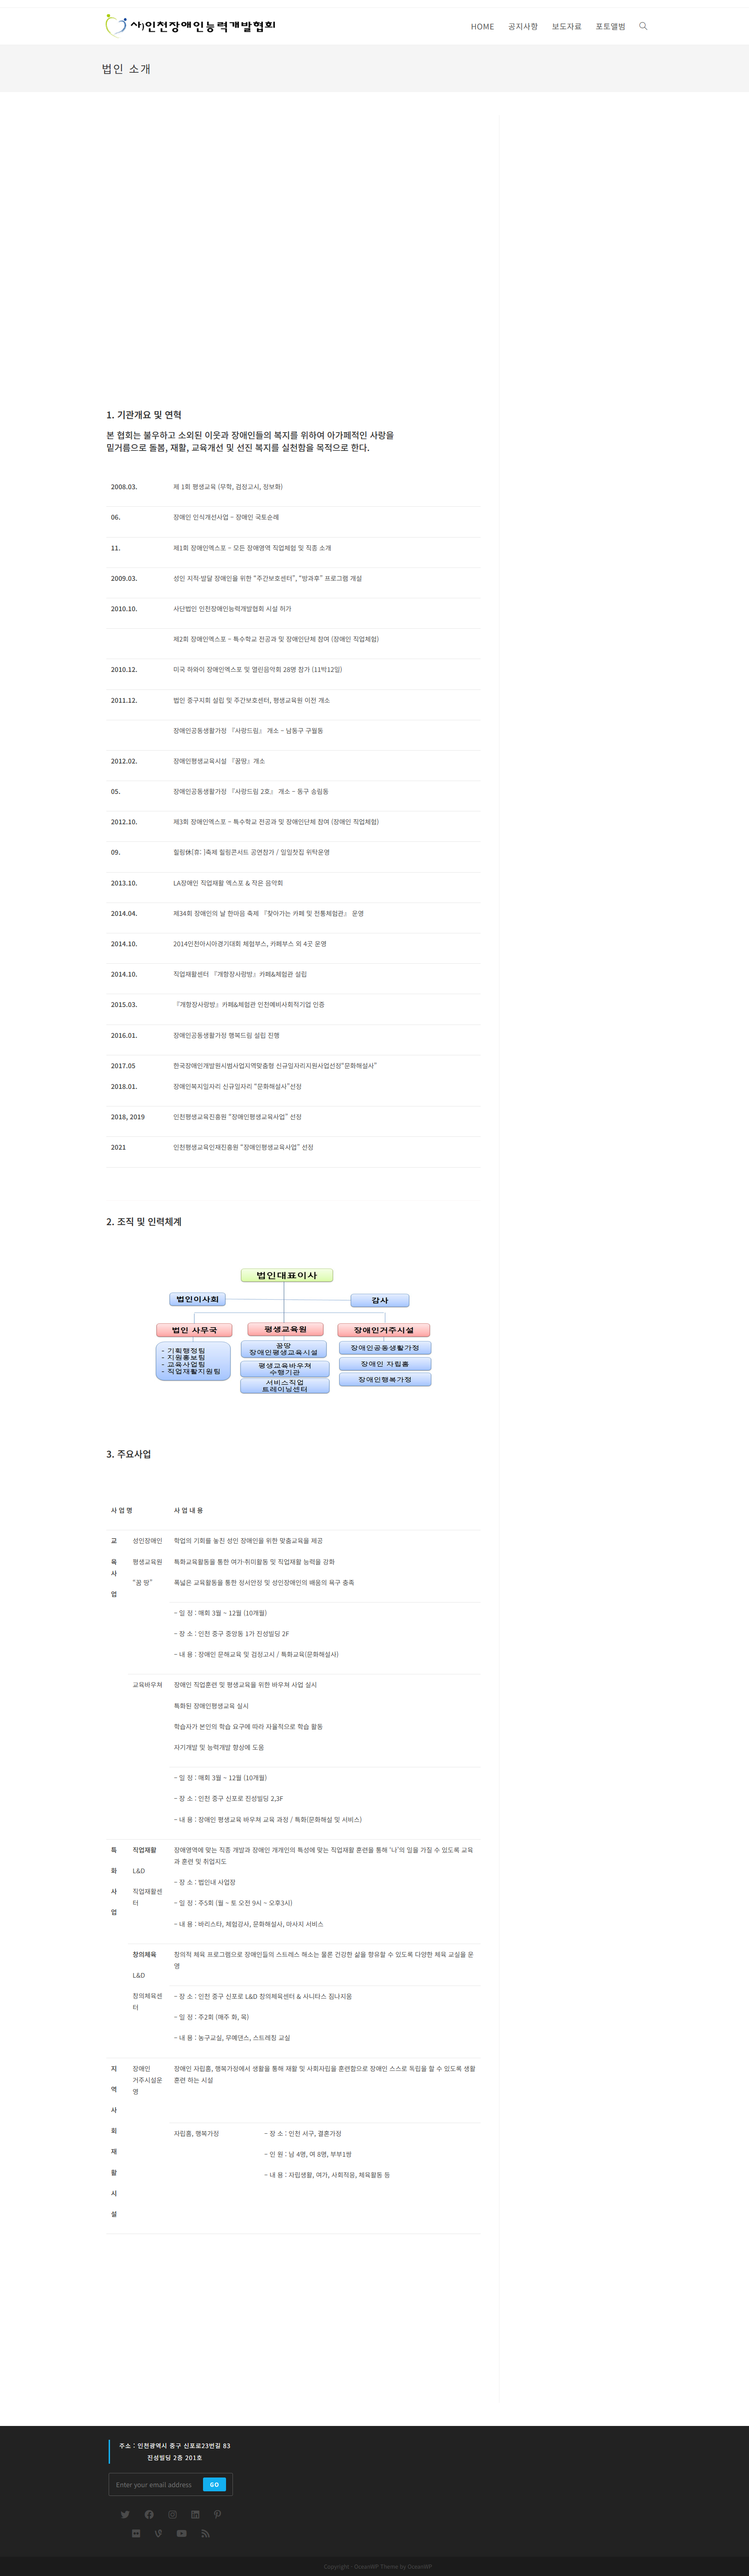 사)인천장애인능력개발협회
HOME 공지사항 보도자료 포토앨범
법인 소개
1. 기관개요 및 연혁
본 협회는 불우하고 소외된 이웃과 장애인들의 복지를 위하여 아가페적인 사랑을
밑거름으로 돌봄, 재활, 교육개선 및 선진 복지를 실천함을 목적으로 한다.
2008.03. 제 1회 평생교육 (무학, 검정고시, 정보화)
06. 장애인 인식개선사업 – 장애인 국토순례
11. 제1회 장애인엑스포 – 모든 장애영역 직업체험 및 직종 소개
2009.03. 성인 지적·발달 장애인을 위한 "주간보호센터", "방과후" 프로그램 개설
2010.10. 사단법인 인천장애인능력개발협회 시설 허가
제2회 장애인엑스포 – 특수학교 전공과 및 장애인단체 참여 (장애인 직업체험)
2010.12. 미국 하와이 장애인엑스포 및 열린음악회 28명 참가 (11박12일)
2011.12. 법인 중구지회 설립 및 주간보호센터, 평생교육원 이전 개소
장애인공동생활가정 『사랑드림』 개소 – 남동구 구월동
2012.02. 장애인평생교육시설 『꿈땅』개소
05. 장애인공동생활가정 『사랑드림 2호』 개소 – 동구 송림동
2012.10. 제3회 장애인엑스포 – 특수학교 전공과 및 장애인단체 참여 (장애인 직업체험)
09. 힐링休[휴: ]축제 힐링콘서트 공연참가 / 밀알찻집 위탁운영
2013.10. LA장애인 직업재활 엑스포 & 작은 음악회
2014.04. 제34회 장애인의 날 한마음 축제 『찾아가는 카페 및 전통체험관』 운영
2014.10. 2014인천아시아경기대회 체험부스, 카페부스 외 4곳 운영
2014.10. 직업재활센터 『개항장사랑방』카페&체험관 설립
2015.03. 『개항장사랑방』카페&체험관 인천예비사회적기업 인증
2016.01. 장애인공동생활가정 행복드림 설립 진행
2017.05 한국장애인개발원시범사업지역맞춤형 신규일자리지원사업선정"문화해설사"
2018.01. 장애인복지일자리 신규일자리 "문화해설사"선정
2018, 2019 인천평생교육진흥원 "장애인평생교육사업" 선정
2021 인천평생교육인재진흥원 "장애인평생교육사업" 선정
2. 조직 및 인력체계
법인대표이사
법인이사회 감사
법인 사무국 평생교육원 장애인거주시설
- 기획행정팀
- 지원홍보팀
- 교육사업팀
- 직업재활지원팀
꿈땅
장애인평생교육시설
평생교육바우쳐
수행기관
서비스직업
트레이닝센터
장애인공동생활가정
장애인 자립홈
장애인행복가정
3. 주요사업
사 업 명 사 업 내 용
교
육
사
업
성인장애인
평생교육원
"꿈 땅"
학업의 기회를 놓친 성인 장애인을 위한 맞춤교육을 제공
특화교육활동을 통한 여가·취미활동 및 직업재활 능력을 강화
폭넓은 교육활동을 통한 정서안정 및 성인장애인의 배움의 욕구 충족
– 일 정 : 매회 3월 ~ 12월 (10개월)
– 장 소 : 인천 중구 중앙동 1가 진성빌딩 2F
– 내 용 : 장애인 문해교육 및 검정고시 / 특화교육(문화해설사)
교육바우쳐
장애인 직업훈련 및 평생교육을 위한 바우쳐 사업 실시
특화된 장애인평생교육 실시
학습자가 본인의 학습 요구에 따라 자율적으로 학습 활동
자기개발 및 능력개발 향상에 도움
– 일 정 : 매회 3월 ~ 12월 (10개월)
– 장 소 : 인천 중구 신포로 진성빌딩 2,3F
– 내 용 : 장애인 평생교육 바우쳐 교육 과정 / 특화(문화해설 및 서비스)
특
화
사
업
직업재활
L&D
직업재활센
터
장애영역에 맞는 직종 개발과 장애인 개개인의 특성에 맞는 직업재활 훈련을 통해 '나'의 일을 가질 수 있도록 교육
과 훈련 및 취업지도
– 장 소 : 법인내 사업장
– 일 정 : 주5회 (월 ~ 토 오전 9시 ~ 오후3시)
– 내 용 : 바리스타, 체험강사, 문화해설사, 마사지 서비스
창의체육
L&D
창의체육센
터
창의적 체육 프로그램으로 장애인들의 스트레스 해소는 물론 건강한 삶을 향유할 수 있도록 다양한 체육 교실을 운
영
– 장 소 : 인천 중구 신포로 L&D 창의체육센터 & 사니타스 짐나지움
– 일 정 : 주2회 (매주 화, 목)
– 내 용 : 농구교실, 무예댄스, 스트레칭 교실
지
역
사
회
재
활
시
설
장애인
거주시설운
영
장애인 자립홈, 행복가정에서 생활을 통해 재활 및 사회자립을 훈련함으로 장애인 스스로 독립을 할 수 있도록 생활
훈련 하는 시설
자립홈, 행복가정
– 장 소 : 인천 서구, 결혼가정
– 인 원 : 남 4명, 여 8명, 부부1쌍
– 내 용 : 자립생활, 여가, 사회적응, 체육활동 등
주소 : 인천광역시 중구 신포로23번길 83
진성빌딩 2층 201호
Enter your email address GO
Copyright - OceanWP Theme by OceanWP